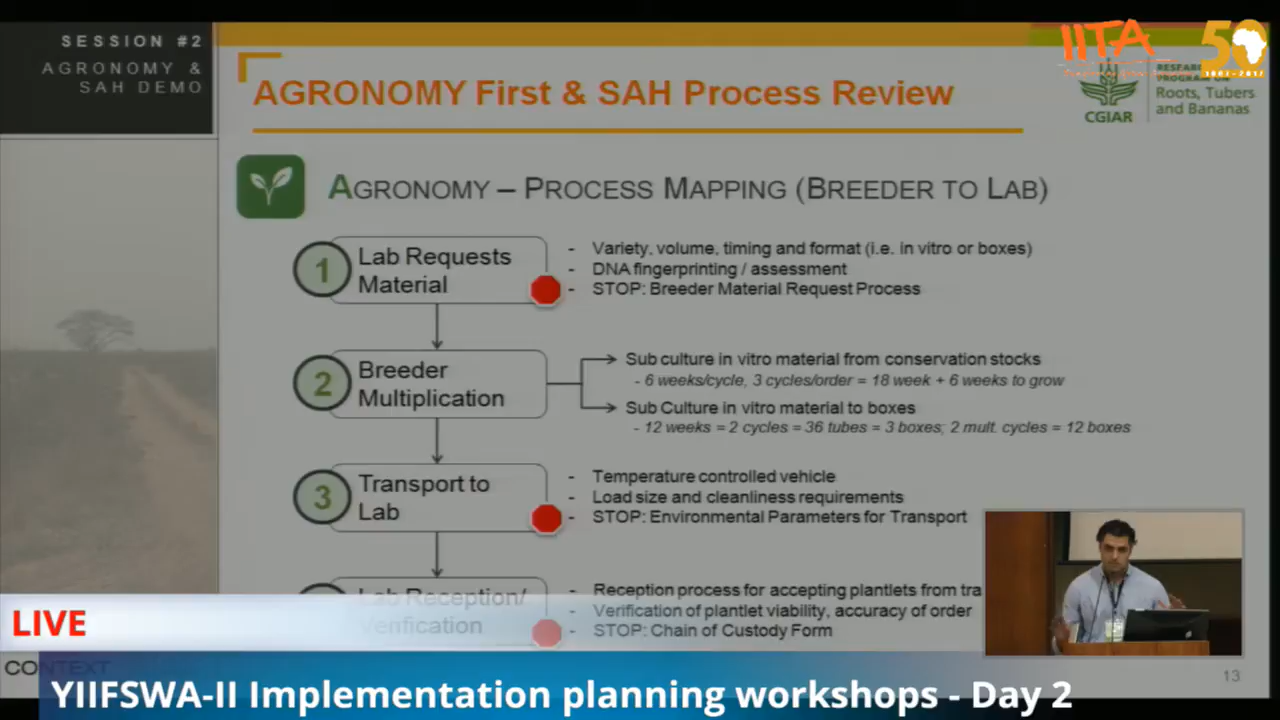 SESSION #2
AGRONOMY &
SAH DEMO
IITA
50
1967-2017
AGRONOMY First & SAH Process Review
CGIAR
RESEARCH
PROGRAM ON
Roots, Tubers
and Bananas
AGRONOMY – PROCESS MAPPING (BREEDER TO LAB)
1
Lab Requests
Material
- Variety, volume, timing and format (i.e. in vitro or boxes)
- DNA fingerprinting / assessment
- STOP: Breeder Material Request Process
2
Breeder
Multiplication
Sub culture in vitro material from conservation stocks
- 6 weeks/cycle, 3 cycles/order = 18 week + 6 weeks to grow
Sub Culture in vitro material to boxes
- 12 weeks = 2 cycles = 36 tubes = 3 boxes; 2 mult. cycles = 12 boxes
3
Transport to
Lab
- Temperature controlled vehicle
- Load size and cleanliness requirements
- STOP: Environmental Parameters for Transport
Lab Reception/
Verification
- Reception process for accepting plantlets from tra
- Verification of plantlet viability, accuracy of order
- STOP: Chain of Custody Form
LIVE
CONTEXT
13
YIIFSWA-II Implementation planning workshops - Day 2